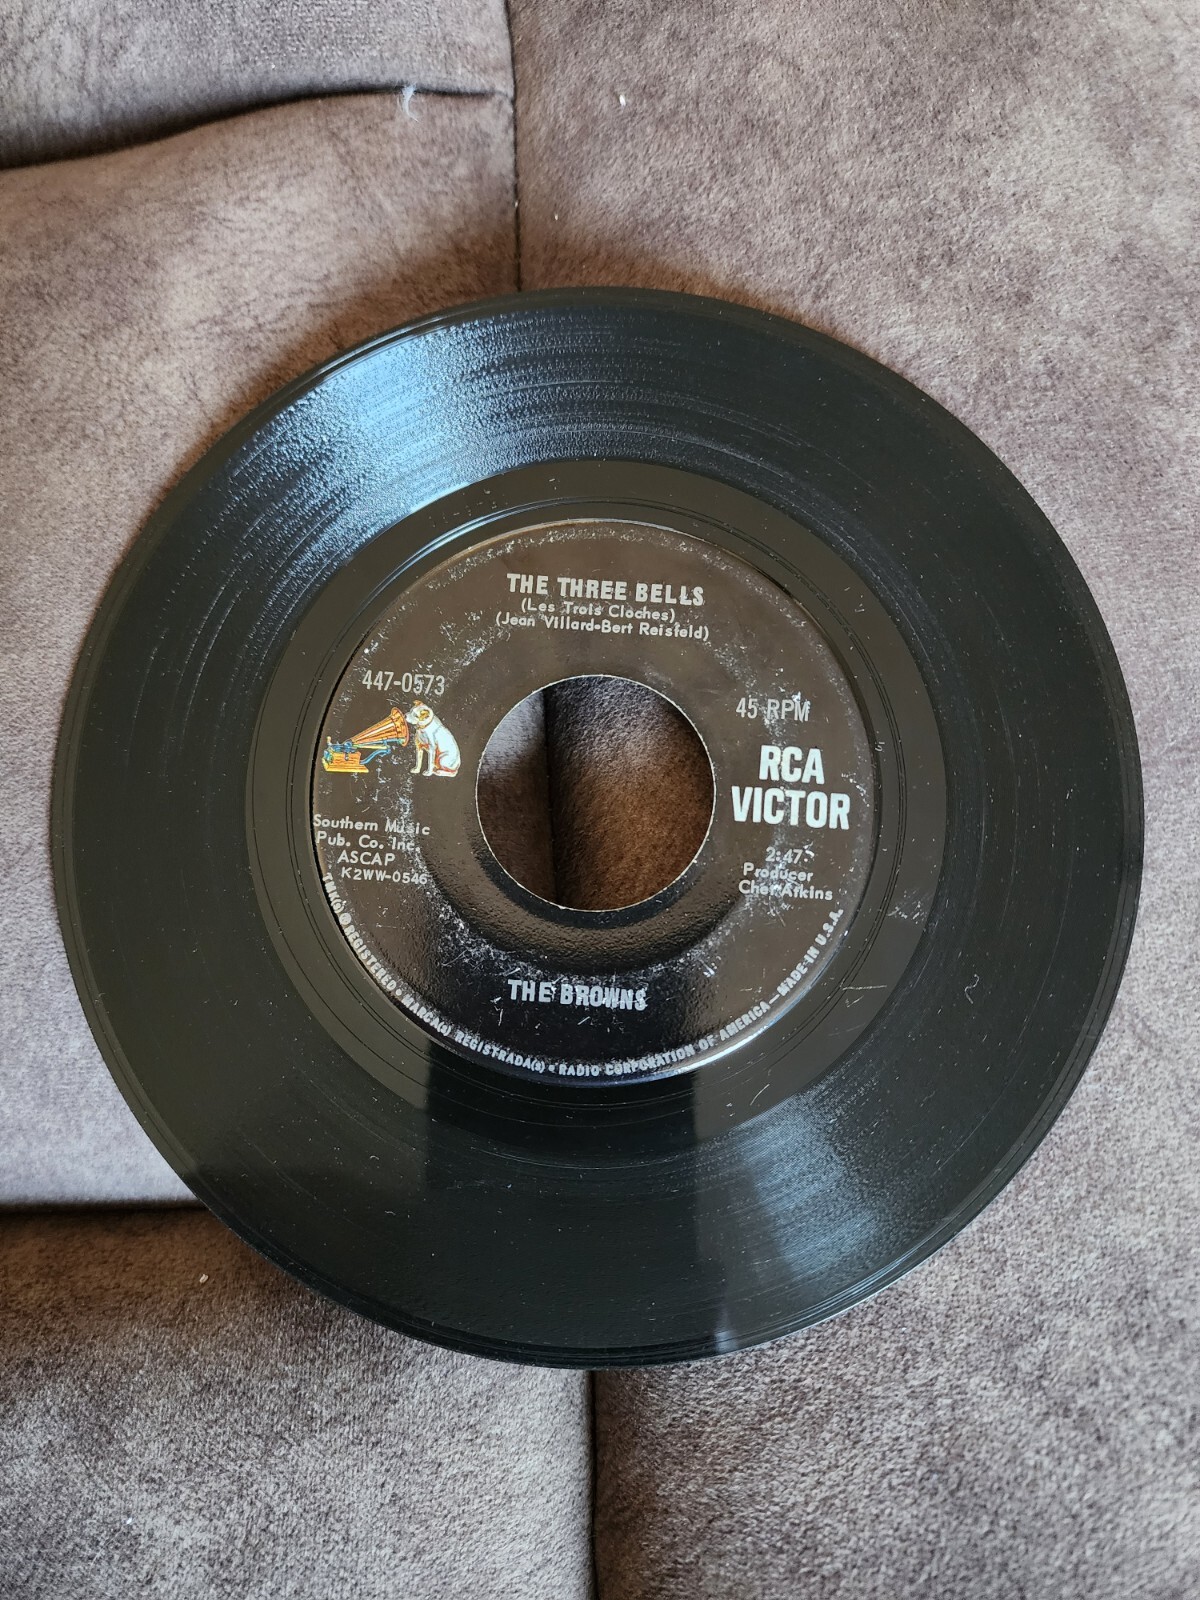 THE THREE BELLS
(Les Trois Cloches)
(Jean Villard-Bert Reisfeld)
447-0573
45 RPM
RCA
VICTOR
Southern Music
Pub. Co. Inc.
ASCAP
K2WW-0546
2:47
Producer
Chet Atkins
THE BROWNS
TMK(s) ® REGISTERED • MARCA(s) REGISTRADA(s) • RADIO CORPORATION OF AMERICA—MADE IN U.S.A.